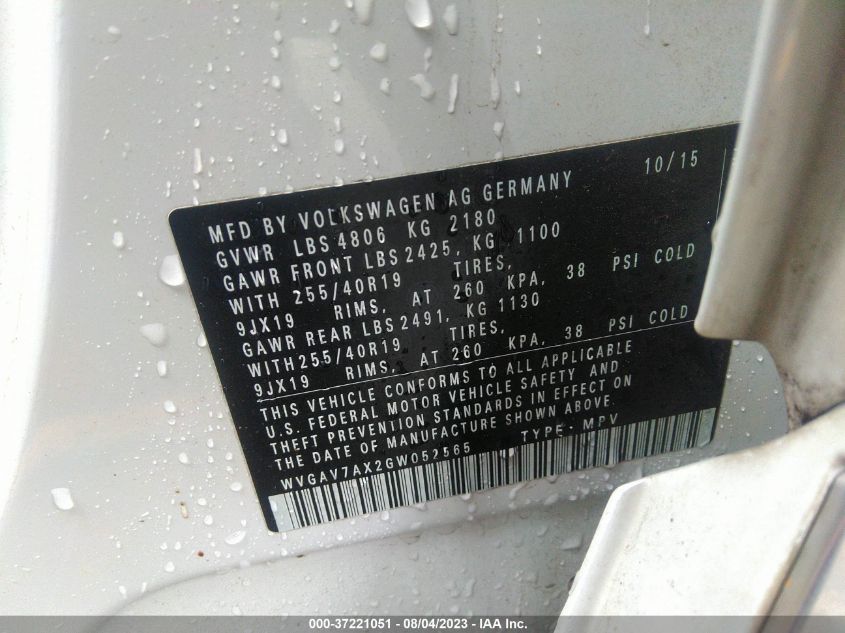 MFD BY VOLKSWAGEN AG GERMANY 10/15
GVWR LBS 4806 KG 2180
GAWR FRONT LBS 2425, KG 1100
WITH 255/40R19 TIRES,
9JX19 RIMS, AT 260 KPA, 38 PSI COLD
GAWR REAR LBS 2491, KG 1130
WITH 255/40R19 TIRES,
9JX19 RIMS, AT 260 KPA, 38 PSI COLD
THIS VEHICLE CONFORMS TO ALL APPLICABLE
U.S. FEDERAL MOTOR VEHICLE SAFETY AND
THEFT PREVENTION STANDARDS IN EFFECT ON
THE DATE OF MANUFACTURE SHOWN ABOVE.
WVGAV7AX2GW052565 TYPE- MPV
000-37221051 - 08/04/2023 - IAA Inc.